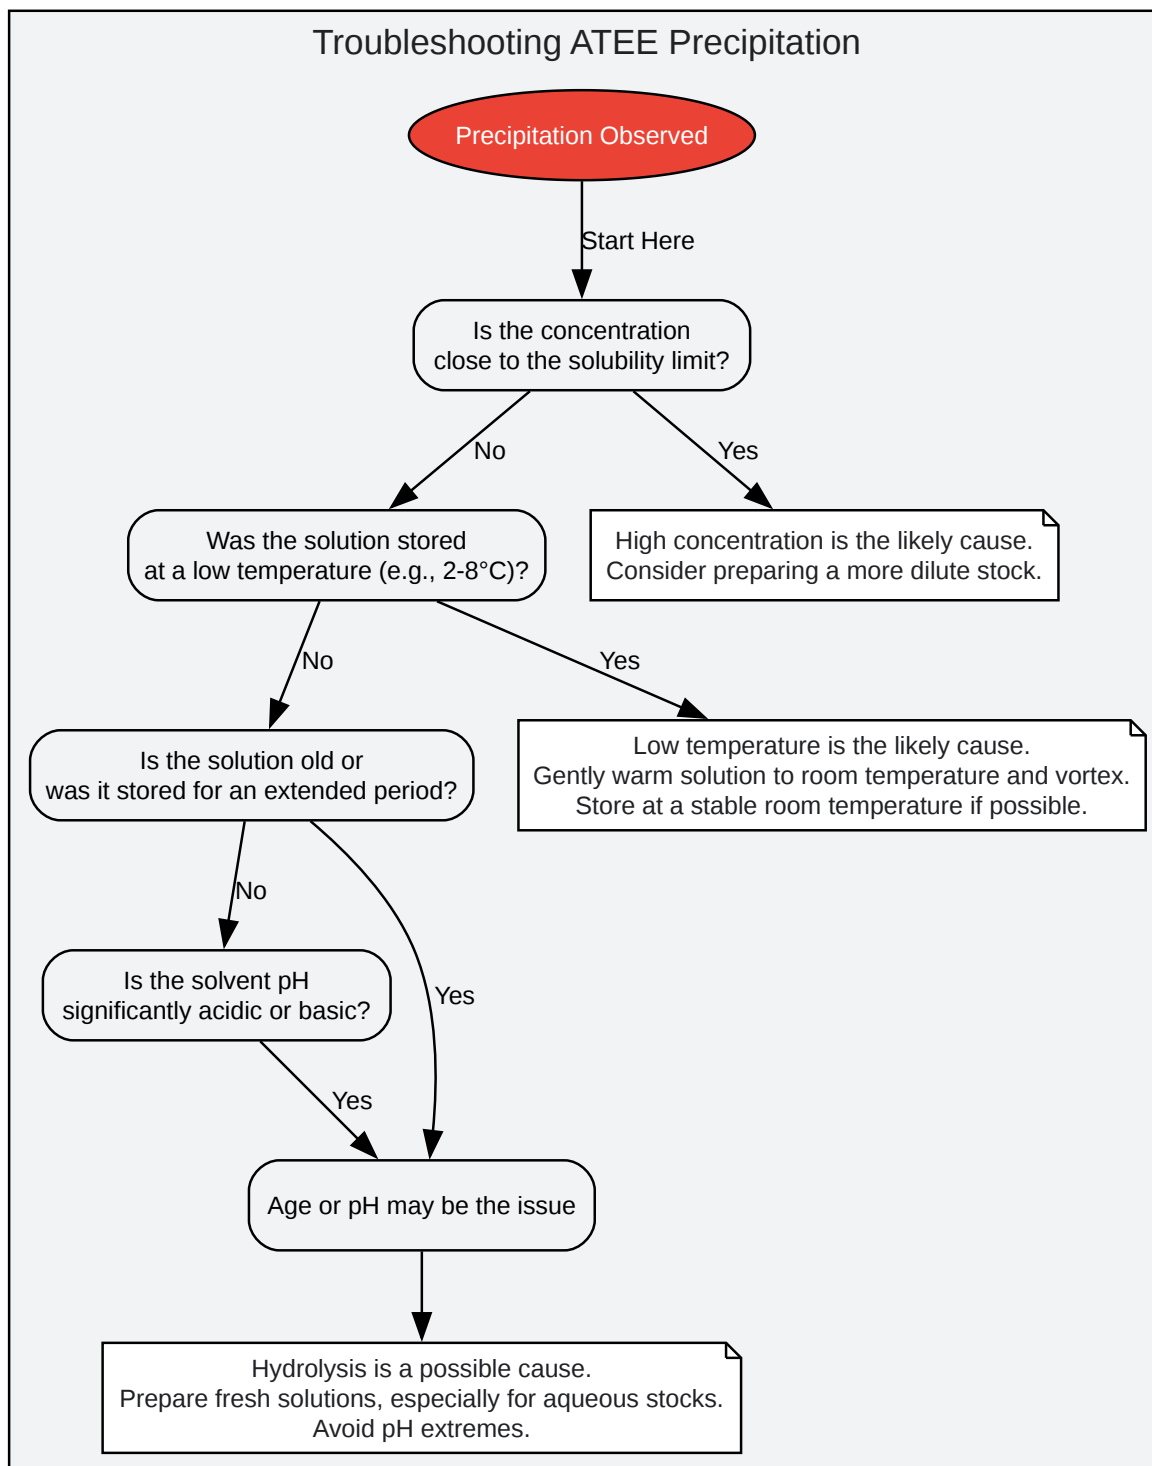 Troubleshooting ATEE Precipitation
Precipitation Observed
Start Here
Is the concentration
close to the solubility limit?
No
Yes
Was the solution stored
at a low temperature (e.g., 2-8°C)?
High concentration is the likely cause.
Consider preparing a more dilute stock.
No
Yes
Is the solution old or
was it stored for an extended period?
Low temperature is the likely cause.
Gently warm solution to room temperature and vortex.
Store at a stable room temperature if possible.
No
Yes
Is the solvent pH
significantly acidic or basic?
Yes
Age or pH may be the issue
Hydrolysis is a possible cause.
Prepare fresh solutions, especially for aqueous stocks.
Avoid pH extremes.